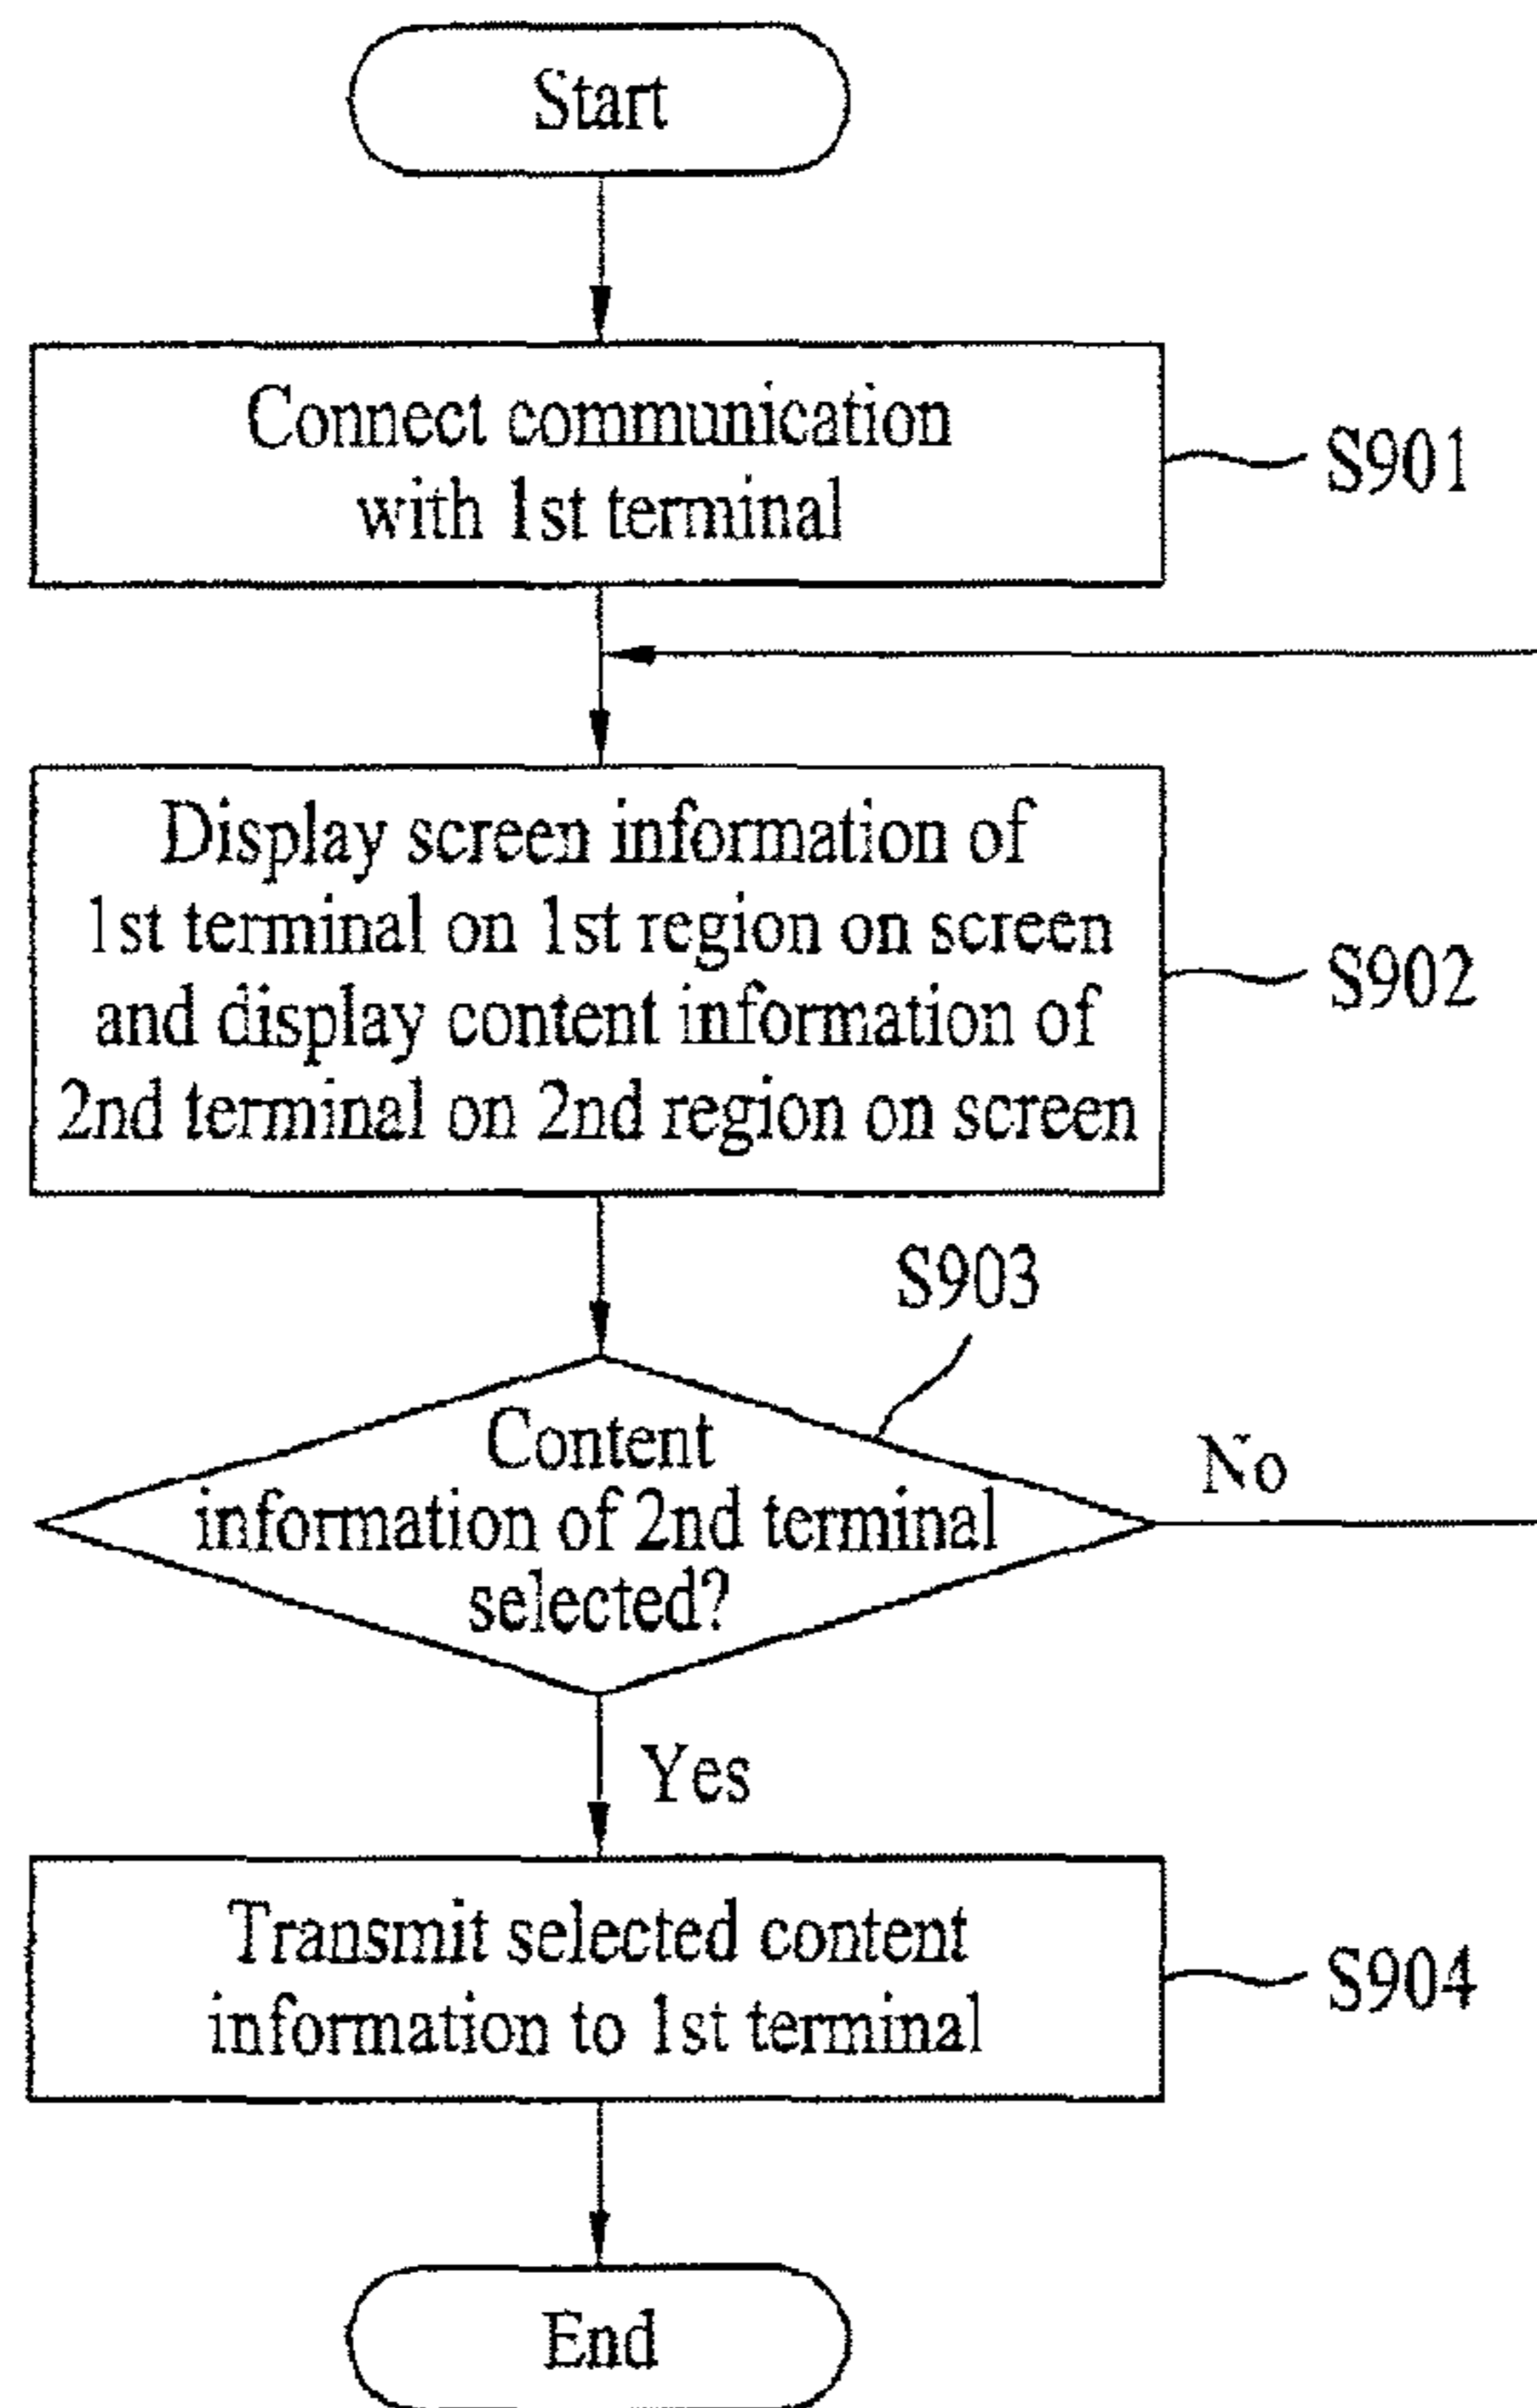 Start
Connect communication
with 1st terminal
S901
Display screen information of
1st terminal on 1st region on screen
and display content information of
2nd terminal on 2nd region on screen
S902
S903
Content
information of 2nd terminal
selected?
No
Yes
Transmit selected content
information to 1st terminal
S904
End